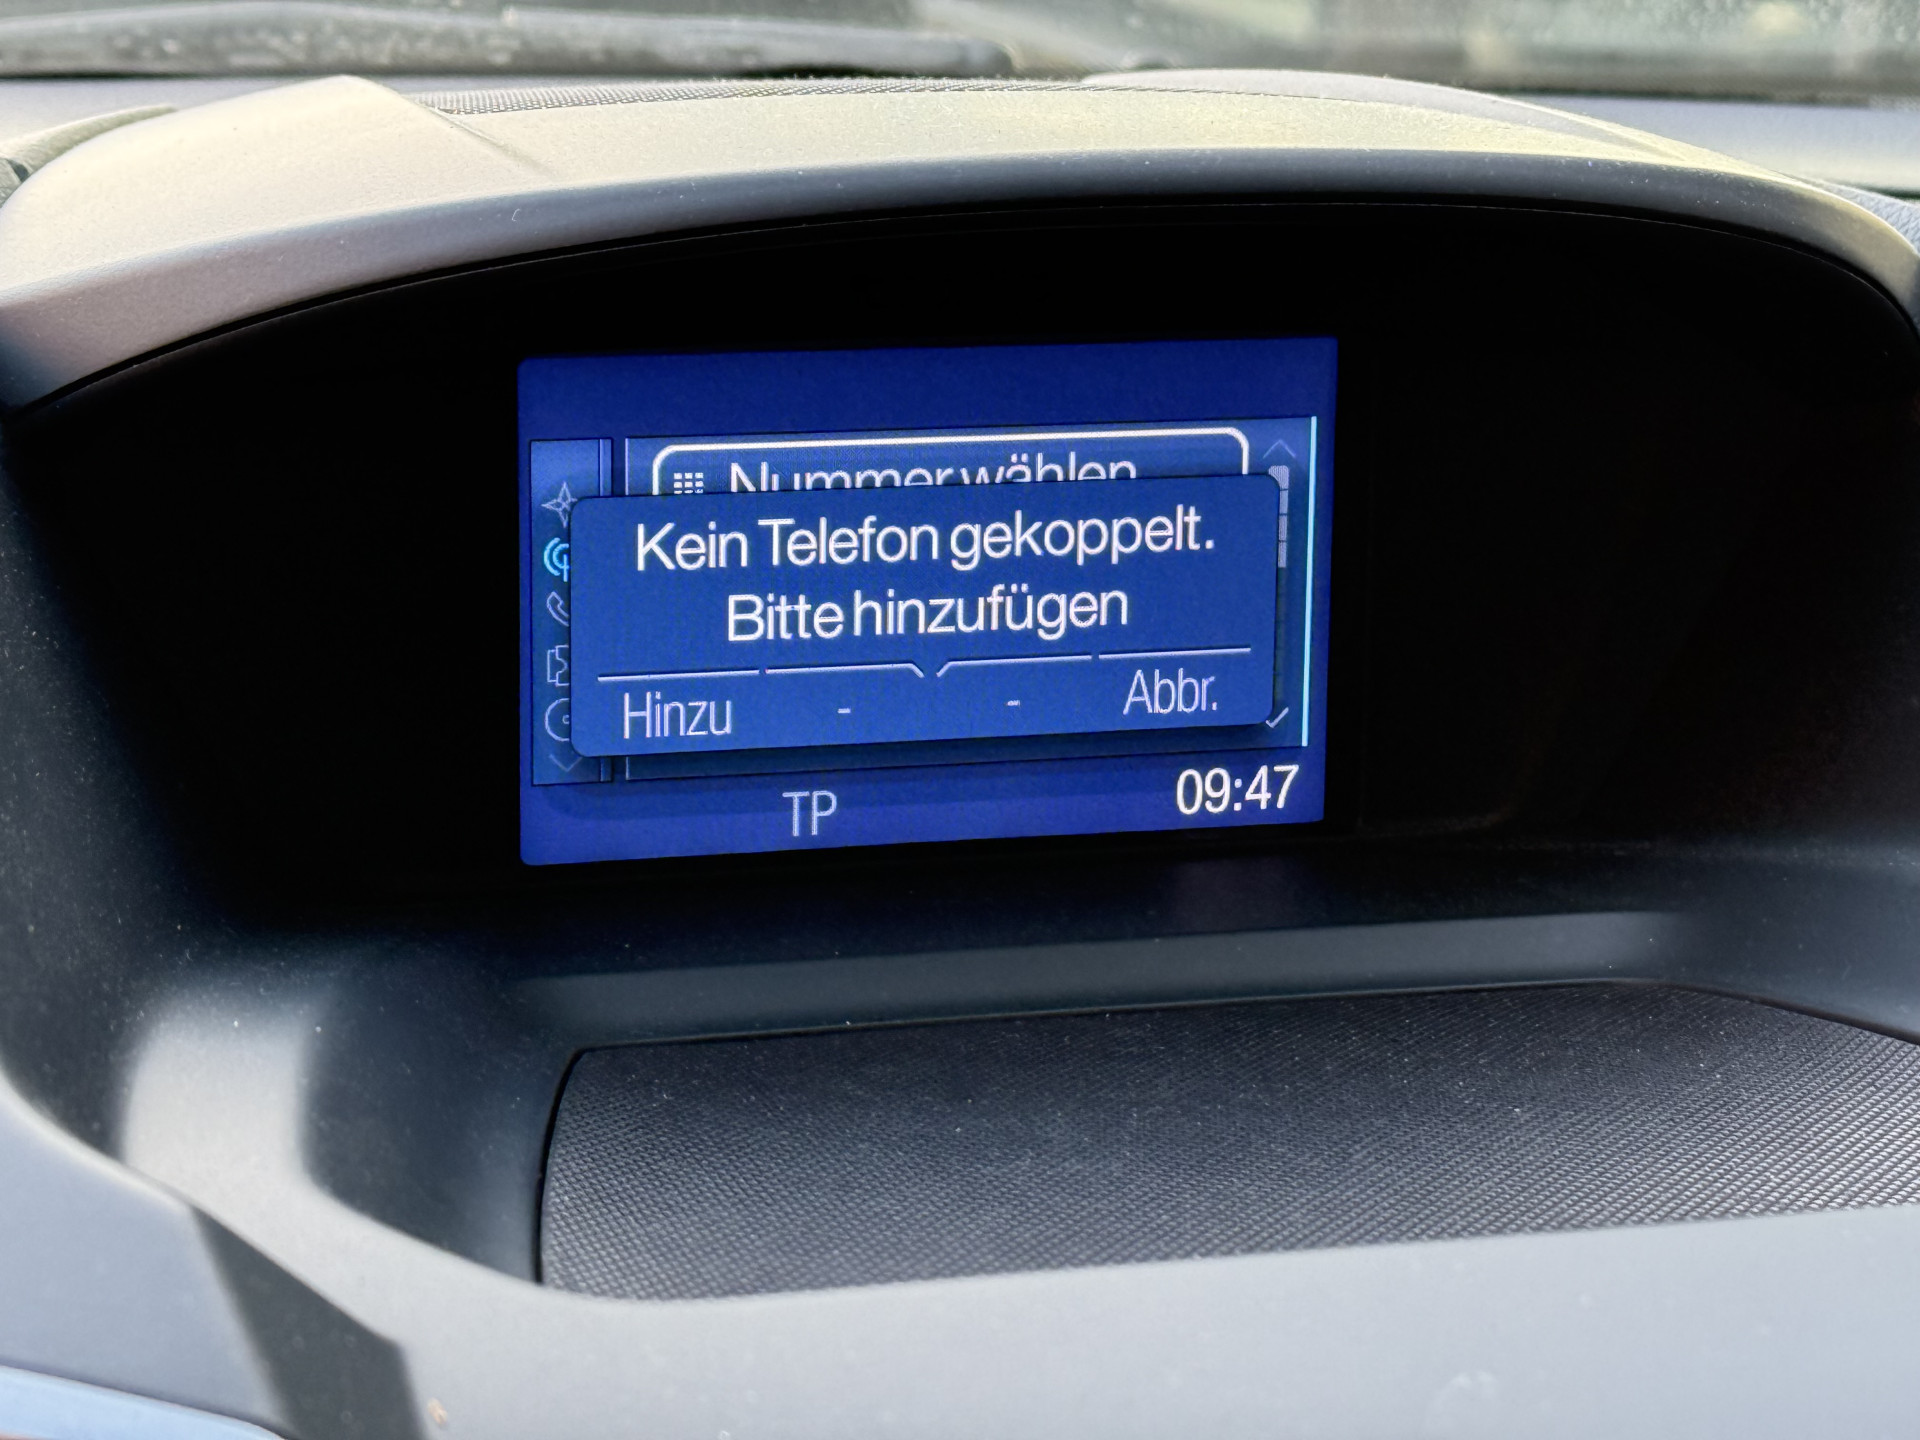 Nummer wählen
Kein Telefon gekoppelt.
Bitte hinzufügen
Hinzu - - Abbr.
TP 09:47